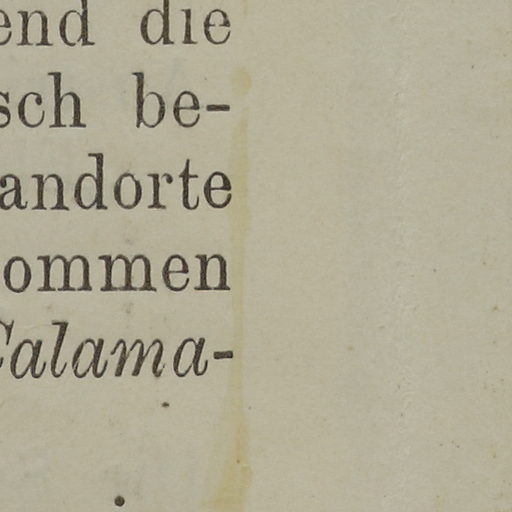 end die
sch be-
andorte
ommen
Calama-